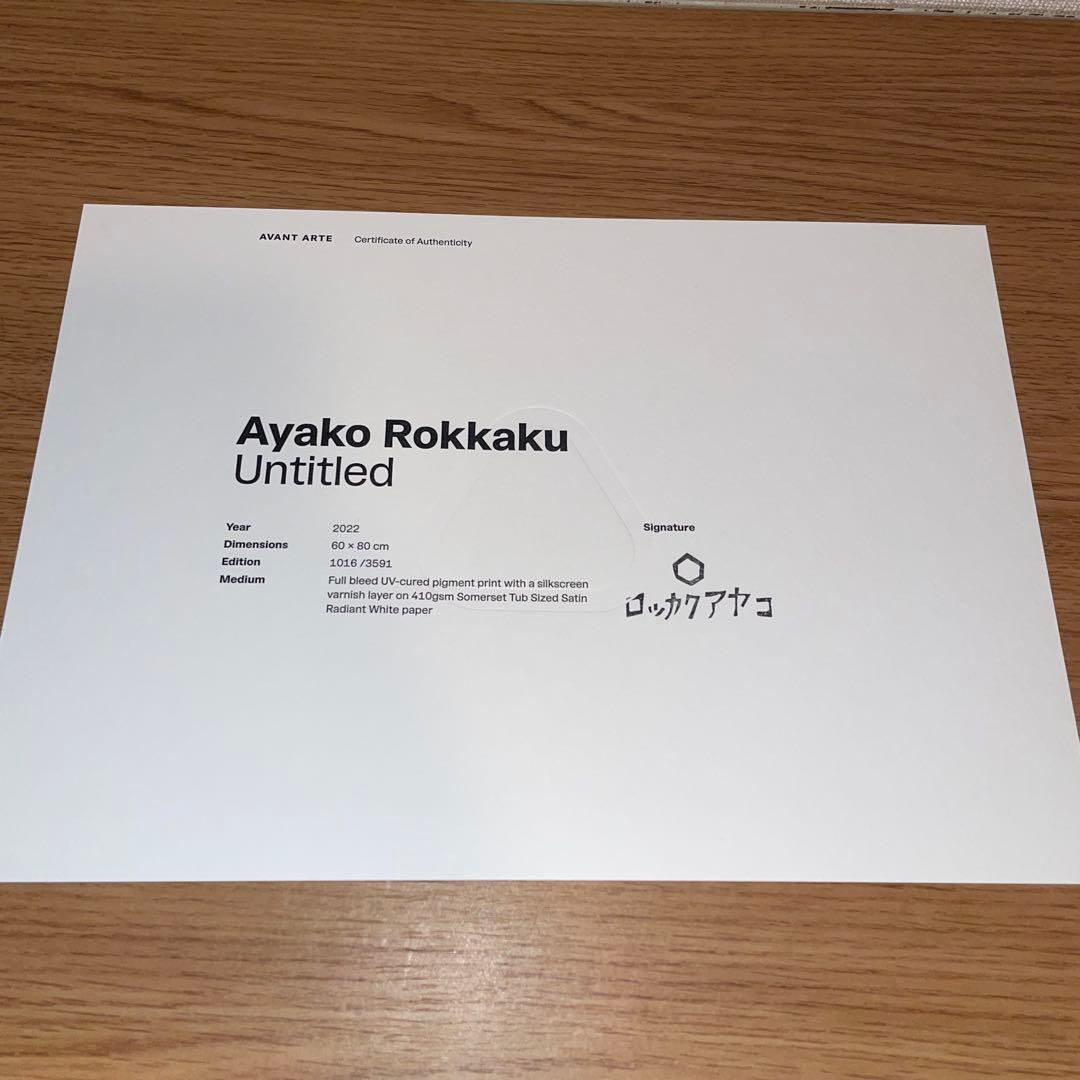 AVANT ARTE Certificate of Authenticity
Ayako Rokkaku
Untitled
Year 2022
Dimensions 60 × 80 cm
Edition 1016 /3591
Medium Full bleed UV-cured pigment print with a silkscreen
varnish layer on 410gsm Somerset Tub Sized Satin
Radiant White paper
Signature
ロッカクアヤコ